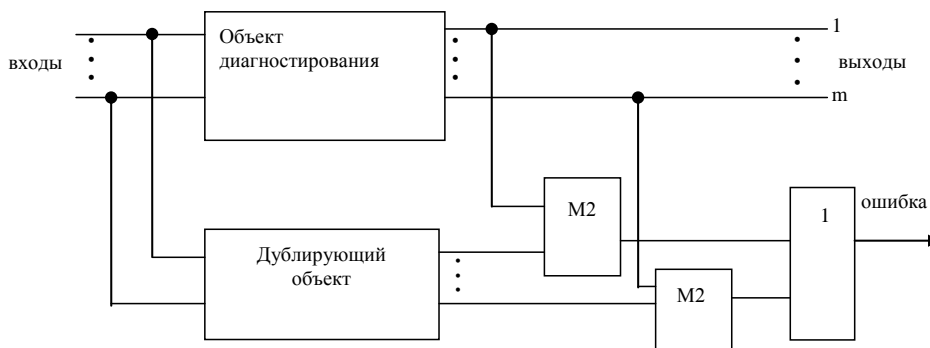 Объект
диагностирования
1
входы
выходы
m
М2
ошибка
1
Дублирующий
объект
М2